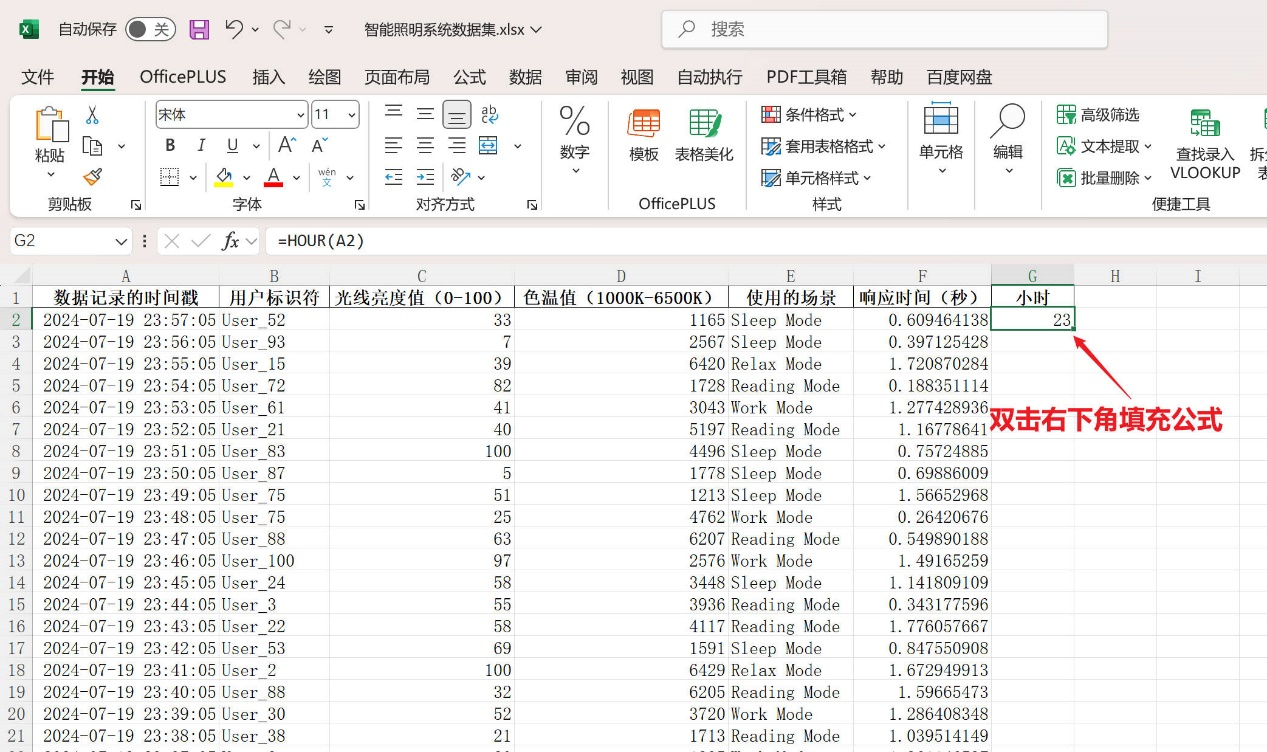 自动保存 关 智能照明系统数据集.xlsx 搜索
文件 开始 OfficePLUS 插入 绘图 页面布局 公式 数据 审阅 视图 自动执行 PDF工具箱 帮助 百度网盘
宋体 11 条件格式 高级筛选
粘贴 B I U A A 数字 模板 表格美化 套用表格格式 单元格 编辑 文本提取 查找录入
VLOOKUP
A wén 文 单元格样式 批量删除
剪贴板 字体 对齐方式 OfficePLUS 样式 便捷工具
G2 fx =HOUR(A2)
A B C D E F G H I
1 数据记录的时间戳 用户标识符 光线亮度值（0-100） 色温值（1000K-6500K） 使用的场景 响应时间（秒） 小时
2 2024-07-19 23:57:05 User_52 33 1165 Sleep Mode 0.609464138 23
3 2024-07-19 23:56:05 User_93 7 2567 Sleep Mode 0.397125428
4 2024-07-19 23:55:05 User_15 39 6420 Relax Mode 1.720870284
5 2024-07-19 23:54:05 User_72 82 1728 Reading Mode 0.188351114
6 2024-07-19 23:53:05 User_61 41 3043 Work Mode 1.277428936
双击右下角填充公式
7 2024-07-19 23:52:05 User_21 40 5197 Reading Mode 1.16778641
8 2024-07-19 23:51:05 User_83 100 4496 Sleep Mode 0.75724885
9 2024-07-19 23:50:05 User_87 5 1778 Sleep Mode 0.69886009
10 2024-07-19 23:49:05 User_75 51 1213 Sleep Mode 1.56652968
11 2024-07-19 23:48:05 User_75 25 4762 Work Mode 0.26420676
12 2024-07-19 23:47:05 User_88 63 6207 Reading Mode 0.549890188
13 2024-07-19 23:46:05 User_100 97 2576 Work Mode 1.49165259
14 2024-07-19 23:45:05 User_24 58 3448 Sleep Mode 1.141809109
15 2024-07-19 23:44:05 User_3 55 3936 Reading Mode 0.343177596
16 2024-07-19 23:43:05 User_22 58 4117 Reading Mode 1.776057667
17 2024-07-19 23:42:05 User_53 69 1591 Sleep Mode 0.847550908
18 2024-07-19 23:41:05 User_2 100 6429 Relax Mode 1.672949913
19 2024-07-19 23:40:05 User_88 32 6205 Reading Mode 1.59665473
20 2024-07-19 23:39:05 User_30 52 3720 Work Mode 1.286408348
21 2024-07-19 23:38:05 User_38 21 1713 Reading Mode 1.039514149